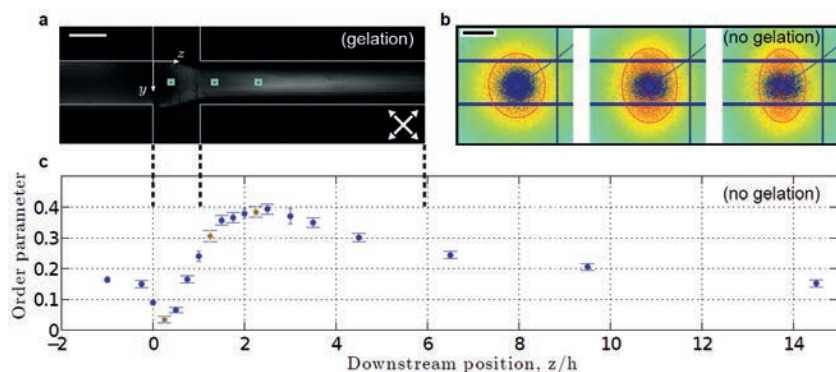 a
(gelation)
z
y
b
(no gelation)
c
(no gelation)
Order parameter
0.4
0.3
0.2
0.1
0
−2
0
2
4
6
8
10
12
14
Downstream position, z/h